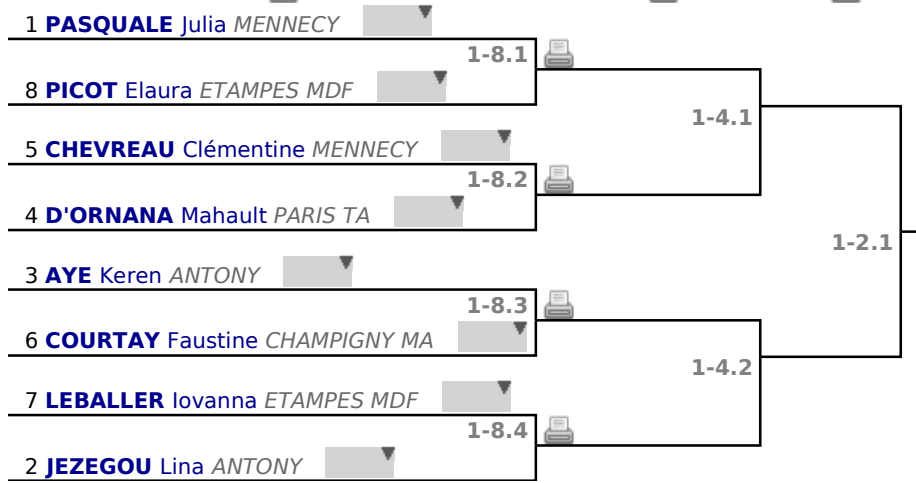 1 PASQUALE Julia MENNECY
1-8.1
8 PICOT Elaura ETAMPES MDF
1-4.1
5 CHEVREAU Clémentine MENNECY
1-8.2
4 D'ORNANA Mahault PARIS TA
1-2.1
3 AYE Keren ANTONY
1-8.3
6 COURTAY Faustine CHAMPIGNY MA
1-4.2
7 LEBALLER Iovanna ETAMPES MDF
1-8.4
2 JEZEGOU Lina ANTONY